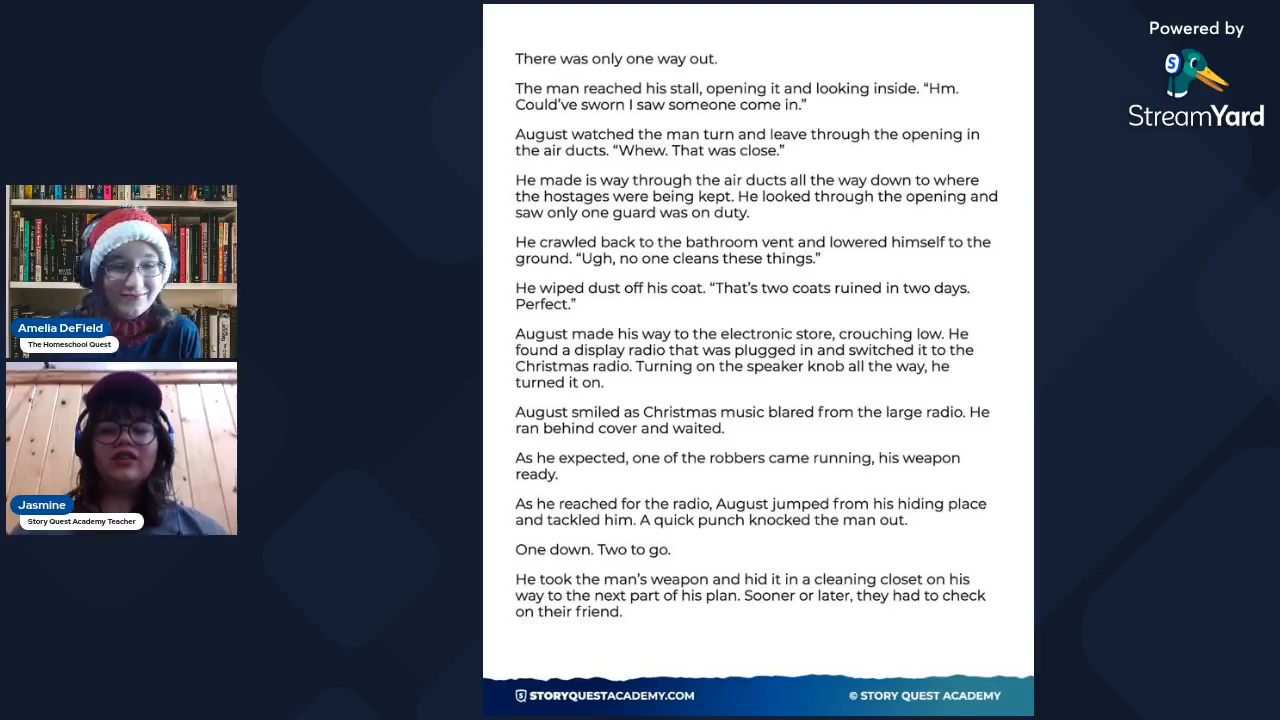 There was only one way out.
The man reached his stall, opening it and looking inside. “Hm.
Could’ve sworn I saw someone come in.”
August watched the man turn and leave through the opening in
the air ducts. “Whew. That was close.”
He made is way through the air ducts all the way down to where
the hostages were being kept. He looked through the opening and
saw only one guard was on duty.
He crawled back to the bathroom vent and lowered himself to the
ground. “Ugh, no one cleans these things.”
He wiped dust off his coat. “That’s two coats ruined in two days.
Perfect.”
August made his way to the electronic store, crouching low. He
found a display radio that was plugged in and switched it to the
Christmas radio. Turning on the speaker knob all the way, he
turned it on.
August smiled as Christmas music blared from the large radio. He
ran behind cover and waited.
As he expected, one of the robbers came running, his weapon
ready.
As he reached for the radio, August jumped from his hiding place
and tackled him. A quick punch knocked the man out.
One down. Two to go.
He took the man’s weapon and hid it in a cleaning closet on his
way to the next part of his plan. Sooner or later, they had to check
on their friend.
STORYQUESTACADEMY.COM
© STORY QUEST ACADEMY
Amelia DeField
The Homeschool Quest
Jasmine
Story Quest Academy Teacher
Powered by
StreamYard